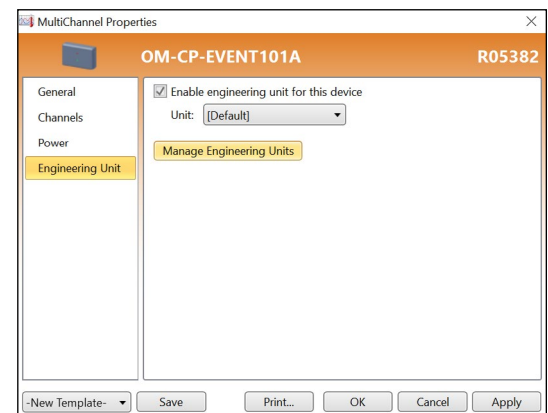 MultiChannel Properties
OM-CP-EVENT101A R05382
General
Channels
Power
Engineering Unit
Enable engineering unit for this device
Unit: [Default]
Manage Engineering Units
-New Template- Save Print... OK Cancel Apply